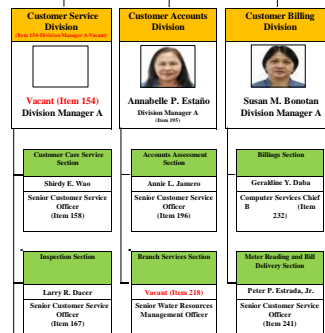 Customer Service
Division
(Item 154-Division Manager A-Vacant)
Vacant (Item 154)
Division Manager A
Customer Accounts
Division
Annabelle P. Estaño
Division Manager A
(Item 195)
Customer Billing
Division
Susan M. Bonotan
Division Manager A
Customer Care Service
Section
Shirdy E. Wao
Senior Customer Service
Officer
(Item 158)
Accounts Assessment
Section
Annie L. Jamero
Senior Customer Service
Officer
(Item 196)
Billings Section
Geraldine Y. Daba
Computer Services Chief
B (Item
232)
Inspection Section
Larry R. Dacer
Senior Customer Service
Officer
(Item 167)
Branch Services Section
Vacant (Item 218)
Senior Water Resources
Management Officer
Meter Reading and Bill
Delivery Section
Peter P. Estrada, Jr.
Senior Customer Service
Officer
(Item 241)